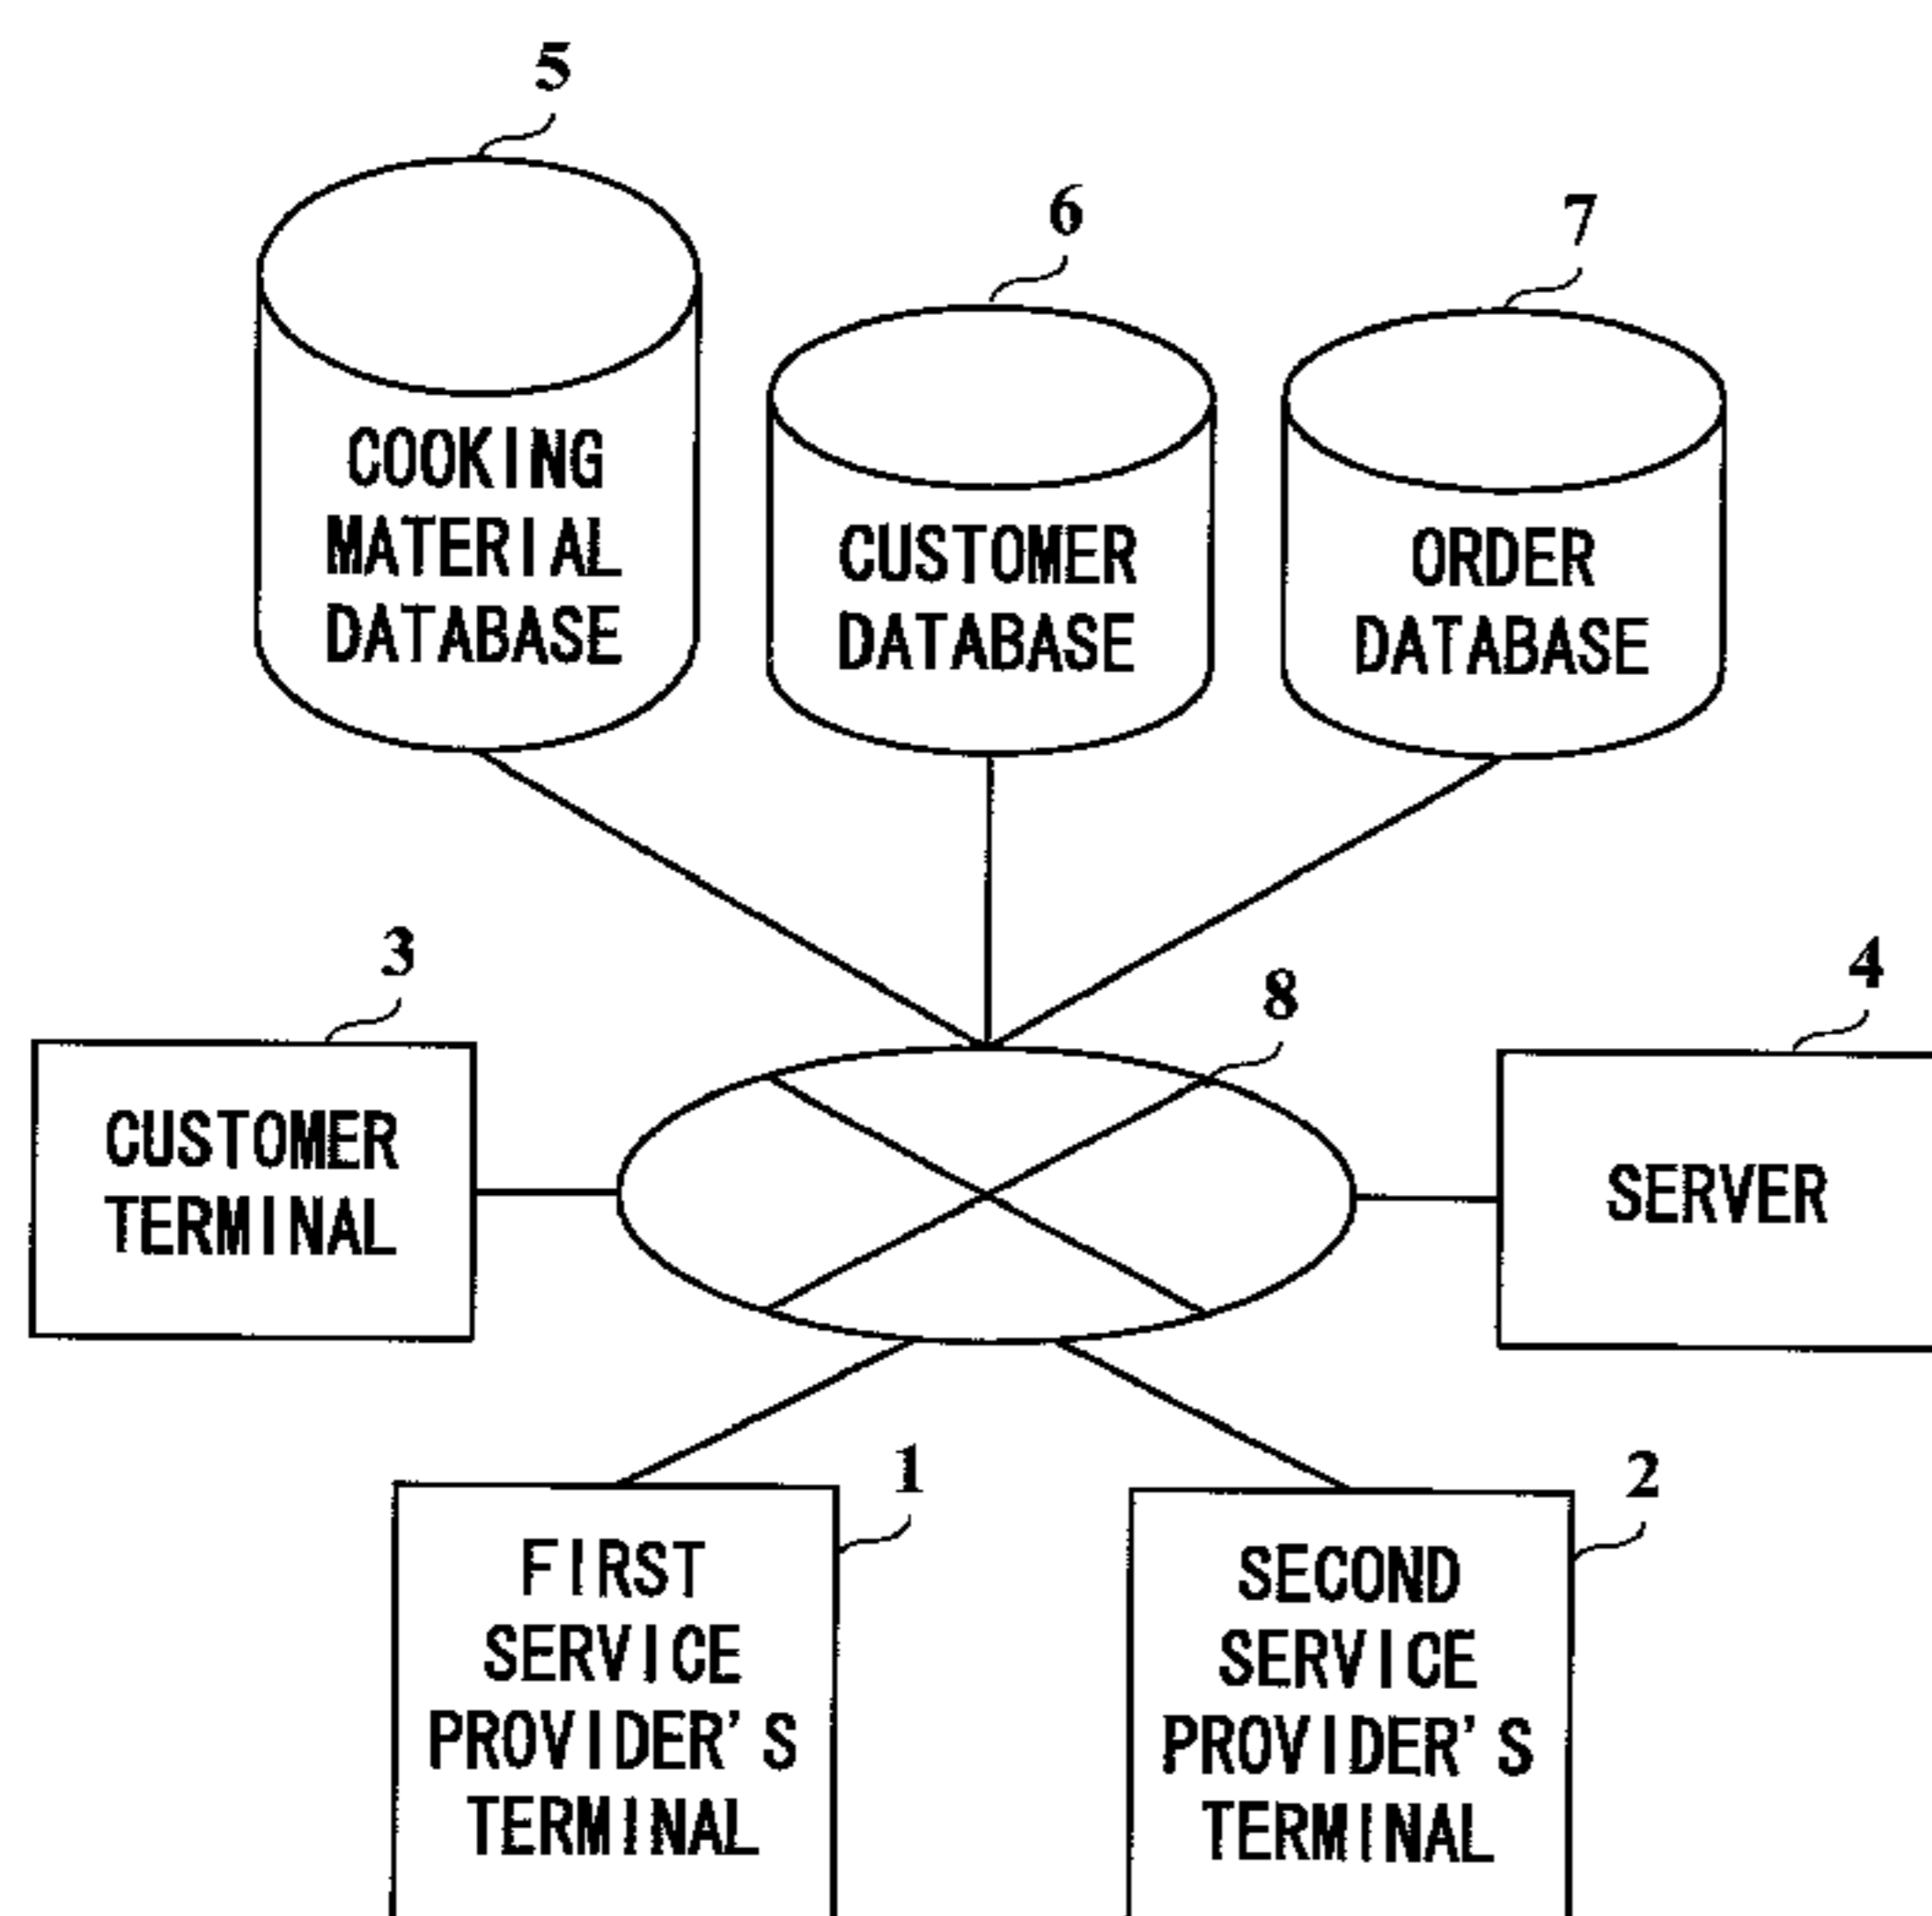 5
6
7
COOKING
MATERIAL
DATABASE
CUSTOMER
DATABASE
ORDER
DATABASE
3
8
4
CUSTOMER
TERMINAL
SERVER
1
2
FIRST
SERVICE
PROVIDER'S
TERMINAL
SECOND
SERVICE
PROVIDER'S
TERMINAL